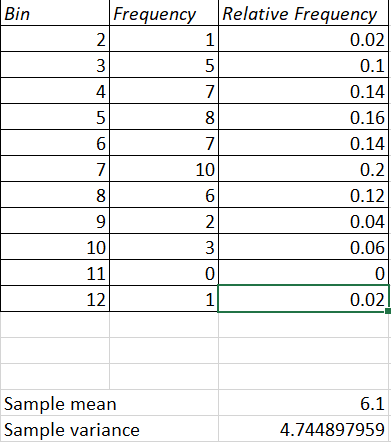 Bin Frequency Relative Frequency
2 1 0.02
3 5 0.1
4 7 0.14
5 8 0.16
6 7 0.14
7 10 0.2
8 6 0.12
9 2 0.04
10 3 0.06
11 0 0
12 1 0.02
Sample mean 6.1
Sample variance 4.744897959